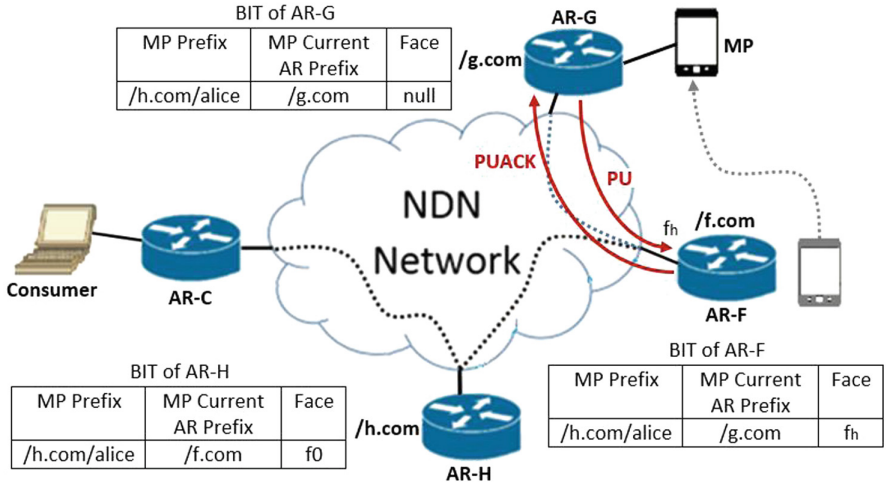 BIT of AR-G
MP Prefix
MP Current
AR Prefix
Face
/h.com/alice
/g.com
null
AR-G
/g.com
MP
PUACK
PU
NDN
Network
fh
/f.com
Consumer
AR-C
AR-F
BIT of AR-H
MP Prefix
MP Current
AR Prefix
Face
/h.com/alice
/f.com
f0
/h.com
AR-H
BIT of AR-F
MP Prefix
MP Current
AR Prefix
Face
/h.com/alice
/g.com
fh